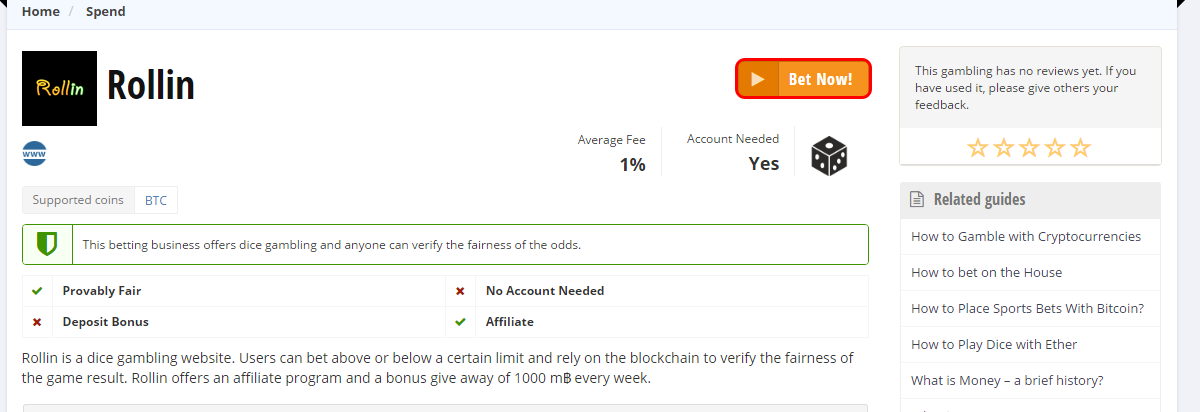 Home / Spend
Rollin
Rollin
Bet Now!
www
Average Fee
1%
Account Needed
Yes
Supported coins
BTC
This betting business offers dice gambling and anyone can verify the fairness of the odds.
Provably Fair
No Account Needed
Deposit Bonus
Affiliate
Rollin is a dice gambling website. Users can bet above or below a certain limit and rely on the blockchain to verify the fairness of
the game result. Rollin offers an affiliate program and a bonus give away of 1000 m฿ every week.
This gambling has no reviews yet. If you
have used it, please give others your
feedback.
Related guides
How to Gamble with Cryptocurrencies
How to bet on the House
How to Place Sports Bets With Bitcoin?
How to Play Dice with Ether
What is Money – a brief history?